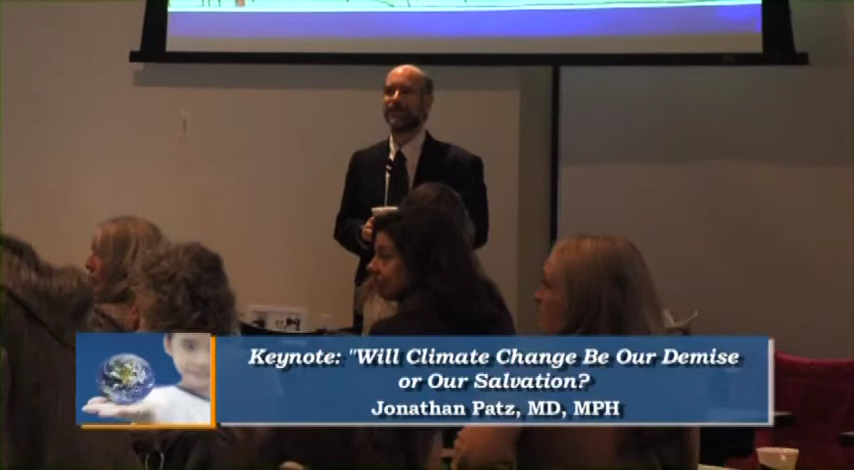 Keynote: "Will Climate Change Be Our Demise
or Our Salvation?
Jonathan Patz, MD, MPH